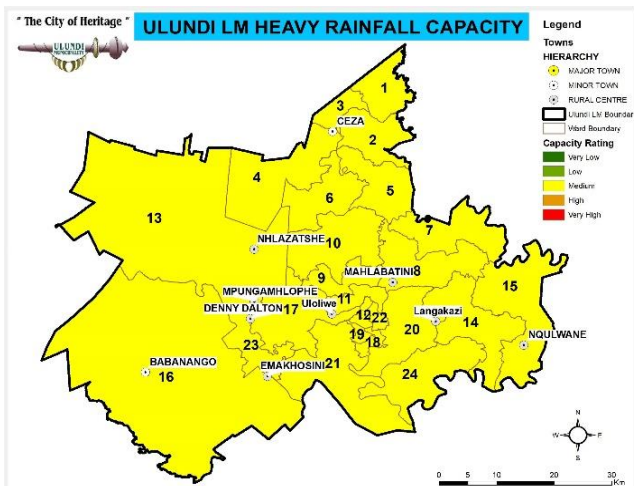 " The City of Heritage "
ULUNDI
MUNICIPALITY
ULUNDI LM HEAVY RAINFALL CAPACITY
Legend
Towns
HIERARCHY
MAJOR TOWN
MINOR TOWN
RURAL CENTRE
Ulundi LM Boundary
Ward Boundary
Capacity Rating
Very Low
Low
Medium
High
Very High
1
3
CEZA
2
4
5
6
13
7
10
NHLAZATSHE
MAHLABATINI
8
9
15
MPUNGAMHLOPHE
11
Uloliwe
17
DENNY DALTON
12
22
Langakazi
20
14
19
18
NQULWANE
23
21
BABANANGO
EMAKHOSINI
16
24
N
W
E
S
0 5 10 20 30
Km